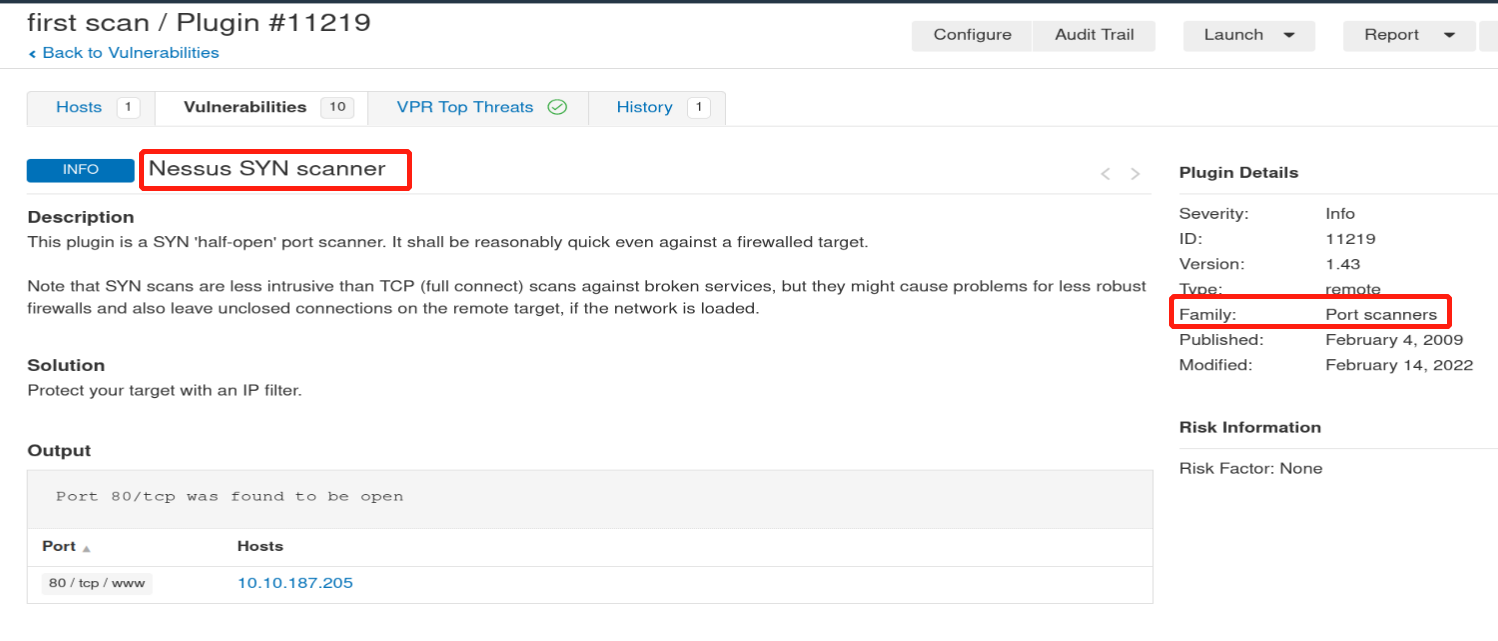 first scan / Plugin #11219
Back to Vulnerabilities
Configure Audit Trail Launch Report
Hosts 1 Vulnerabilities 10 VPR Top Threats History 1
INFO Nessus SYN scanner
Description
This plugin is a SYN 'half-open' port scanner. It shall be reasonably quick even against a firewalled target.
Note that SYN scans are less intrusive than TCP (full connect) scans against broken services, but they might cause problems for less robust
firewalls and also leave unclosed connections on the remote target, if the network is loaded.
Solution
Protect your target with an IP filter.
Output
Port 80/tcp was found to be open
Port Hosts
80 / tcp / www 10.10.187.205
Plugin Details
Severity: Info
ID: 11219
Version: 1.43
Type: remote
Family: Port scanners
Published: February 4, 2009
Modified: February 14, 2022
Risk Information
Risk Factor: None